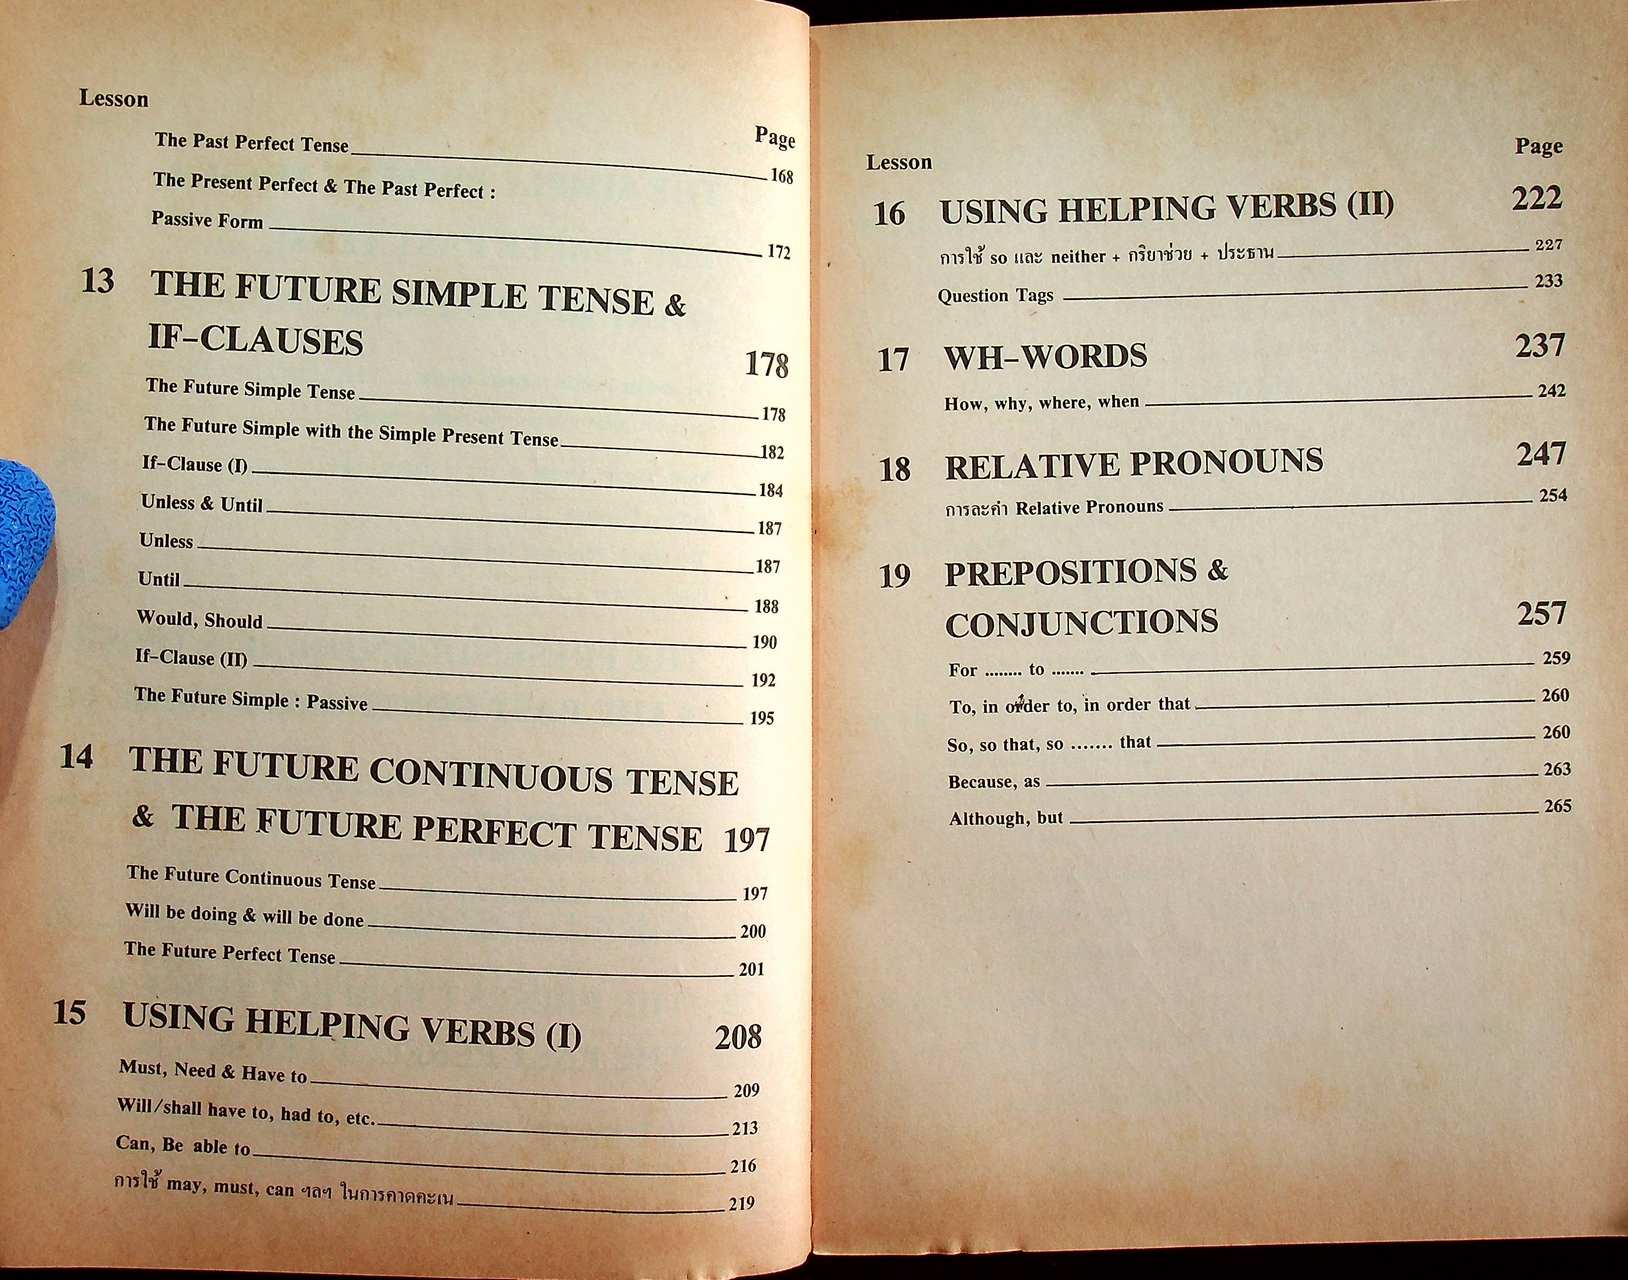 Lesson
Page
The Past Perfect Tense 168
The Present Perfect & The Past Perfect :
Passive Form 172
13 THE FUTURE SIMPLE TENSE &
IF-CLAUSES 178
The Future Simple Tense 178
The Future Simple with the Simple Present Tense 182
If-Clause (I) 184
Unless & Until 187
Unless 187
Until 188
Would, Should 190
If-Clause (II) 192
The Future Simple : Passive 195
14 THE FUTURE CONTINUOUS TENSE
& THE FUTURE PERFECT TENSE 197
The Future Continuous Tense 197
Will be doing & will be done 200
The Future Perfect Tense 201
15 USING HELPING VERBS (I) 208
Must, Need & Have to 209
Will/shall have to, had to, etc. 213
Can, Be able to 216
การใช้ may, must, can ฯลฯ ในการคาดคะเน 219
Lesson Page
16 USING HELPING VERBS (II) 222
การใช้ so และ neither + กริยาช่วย + ประธาน 227
Question Tags 233
17 WH-WORDS 237
How, why, where, when 242
18 RELATIVE PRONOUNS 247
การละคำ Relative Pronouns 254
19 PREPOSITIONS &
CONJUNCTIONS 257
For ........ to ....... 259
To, in order to, in order that 260
So, so that, so ....... that 260
Because, as 263
Although, but 265